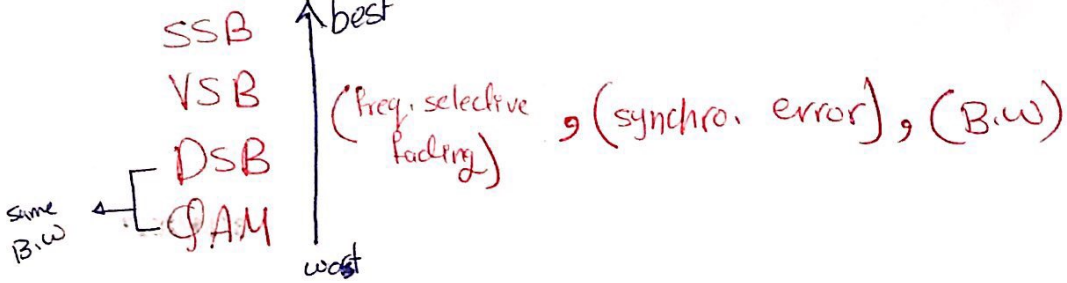 best
SSB
VSB
(freq. selective fading), (synchro. error), (B.W)
DSB
same B.W
QAM
worst